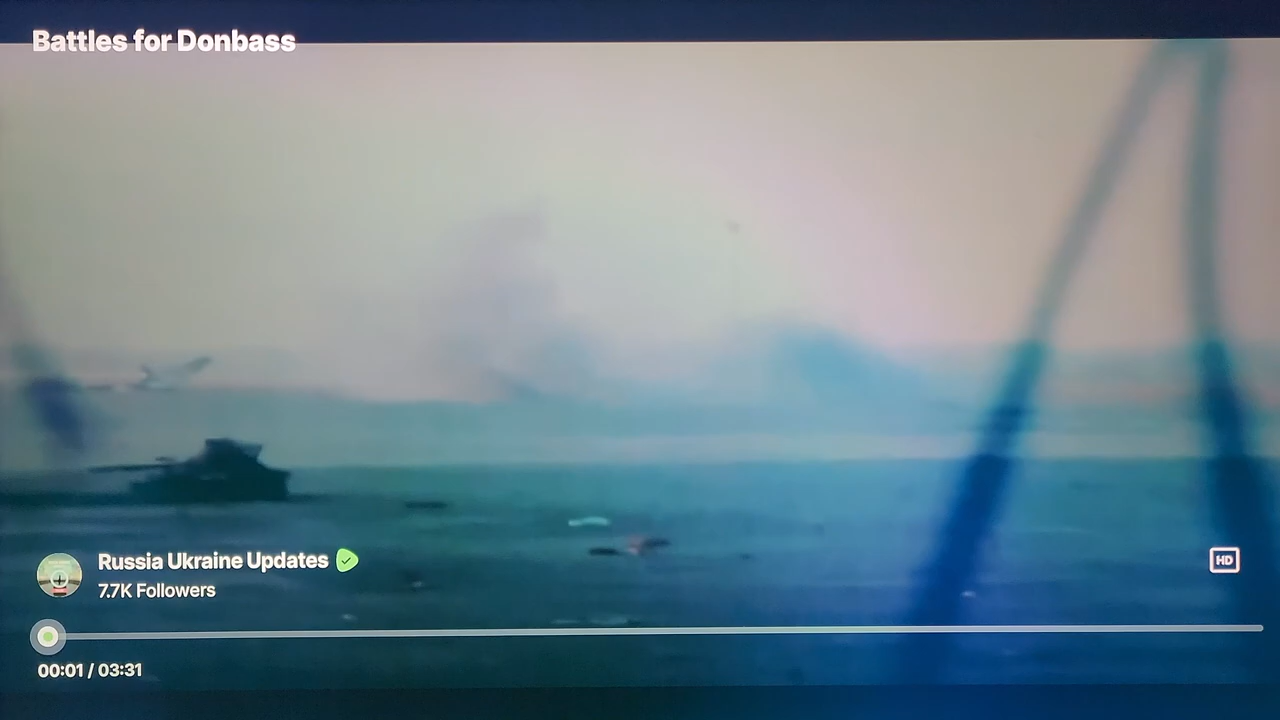 Battles for Donbass
Russia Ukraine Updates
7.7K Followers
HD
00:01 / 03:31